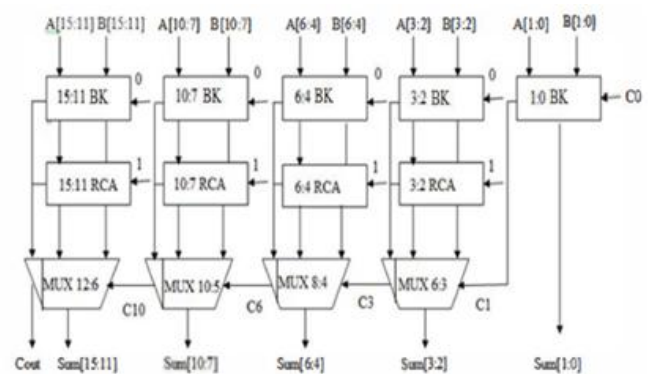 A[15:11] B[15:11] A[10:7] B[10:7] A[6:4] B[6:4] A[3:2] B[3:2] A[1:0] B[1:0]
0 0 0 0
15:11 BK 10:7 BK 6:4 BK 3:2 BK 1:0 BK C0
1 1 1 1
15:11 RCA 10:7 RCA 6:4 RCA 3:2 RCA
MUX 12:6 MUX 10:5 MUX 8:4 MUX 6:3
C10 C6 C3 C1
Cout Sum[15:11] Sum[10:7] Sum[6:4] Sum[3:2] Sum[1:0]